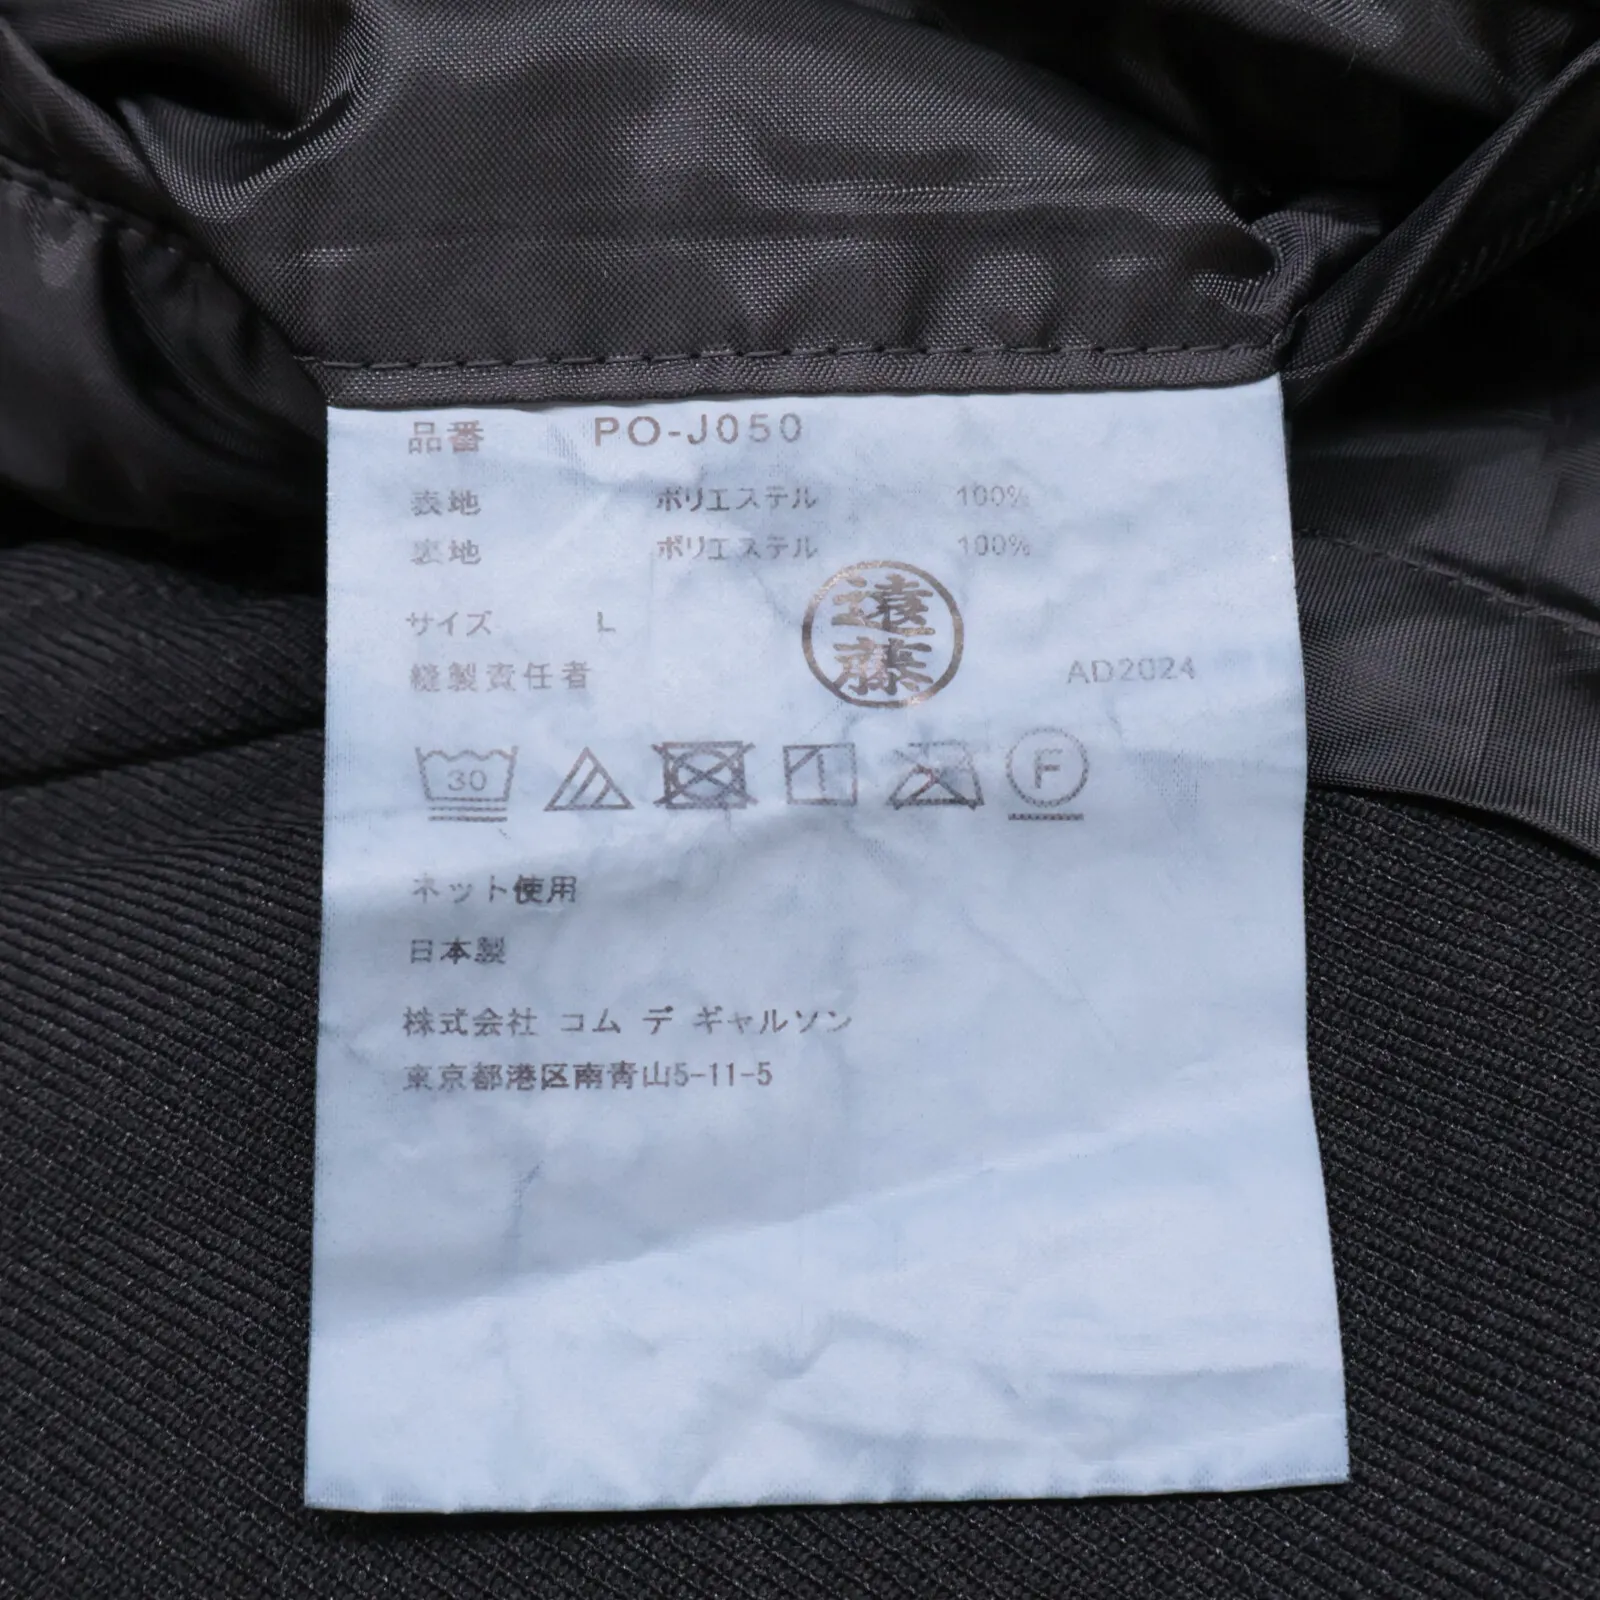 品番 PO-J050
表地 ポリエステル 100%
裏地 ポリエステル 100%
サイズ L
遠藤
縫製責任者 AD2024
30 F
ネット使用
日本製
株式会社 コム デ ギャルソン
東京都港区南青山5-11-5